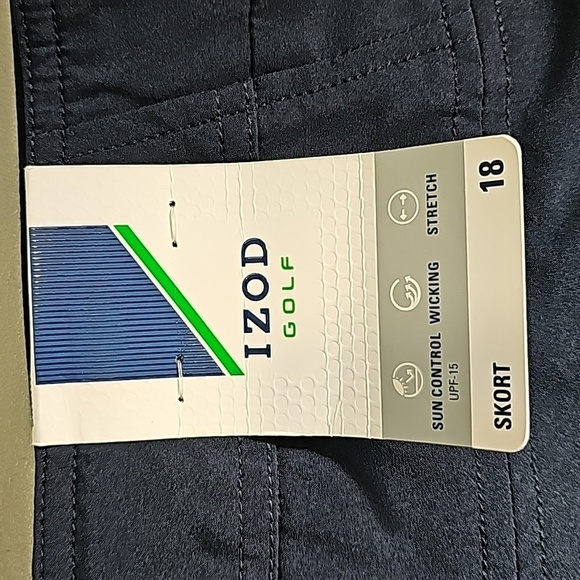 IZOD
GOLF
SUN CONTROL
UPF-15
WICKING
STRETCH
SKORT
18